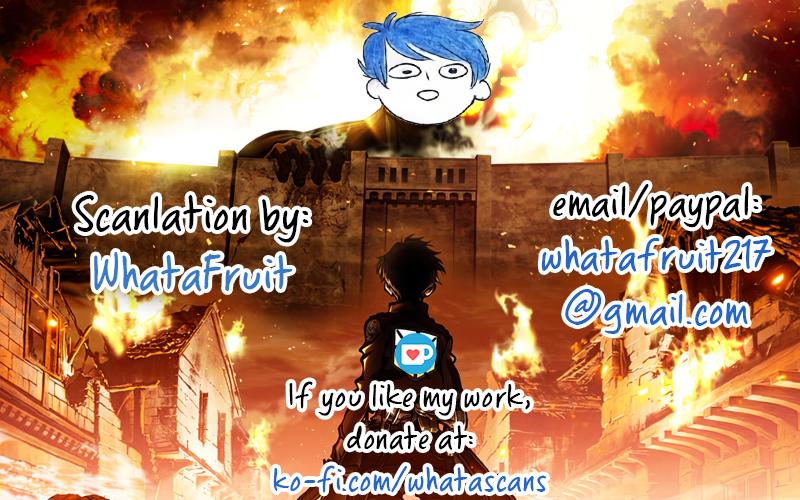 Scanlation by:
WhataFruit
email/paypal:
whatafruit217
@gmail.com
If you like my work,
donate at:
ko-fi.com/whatascans